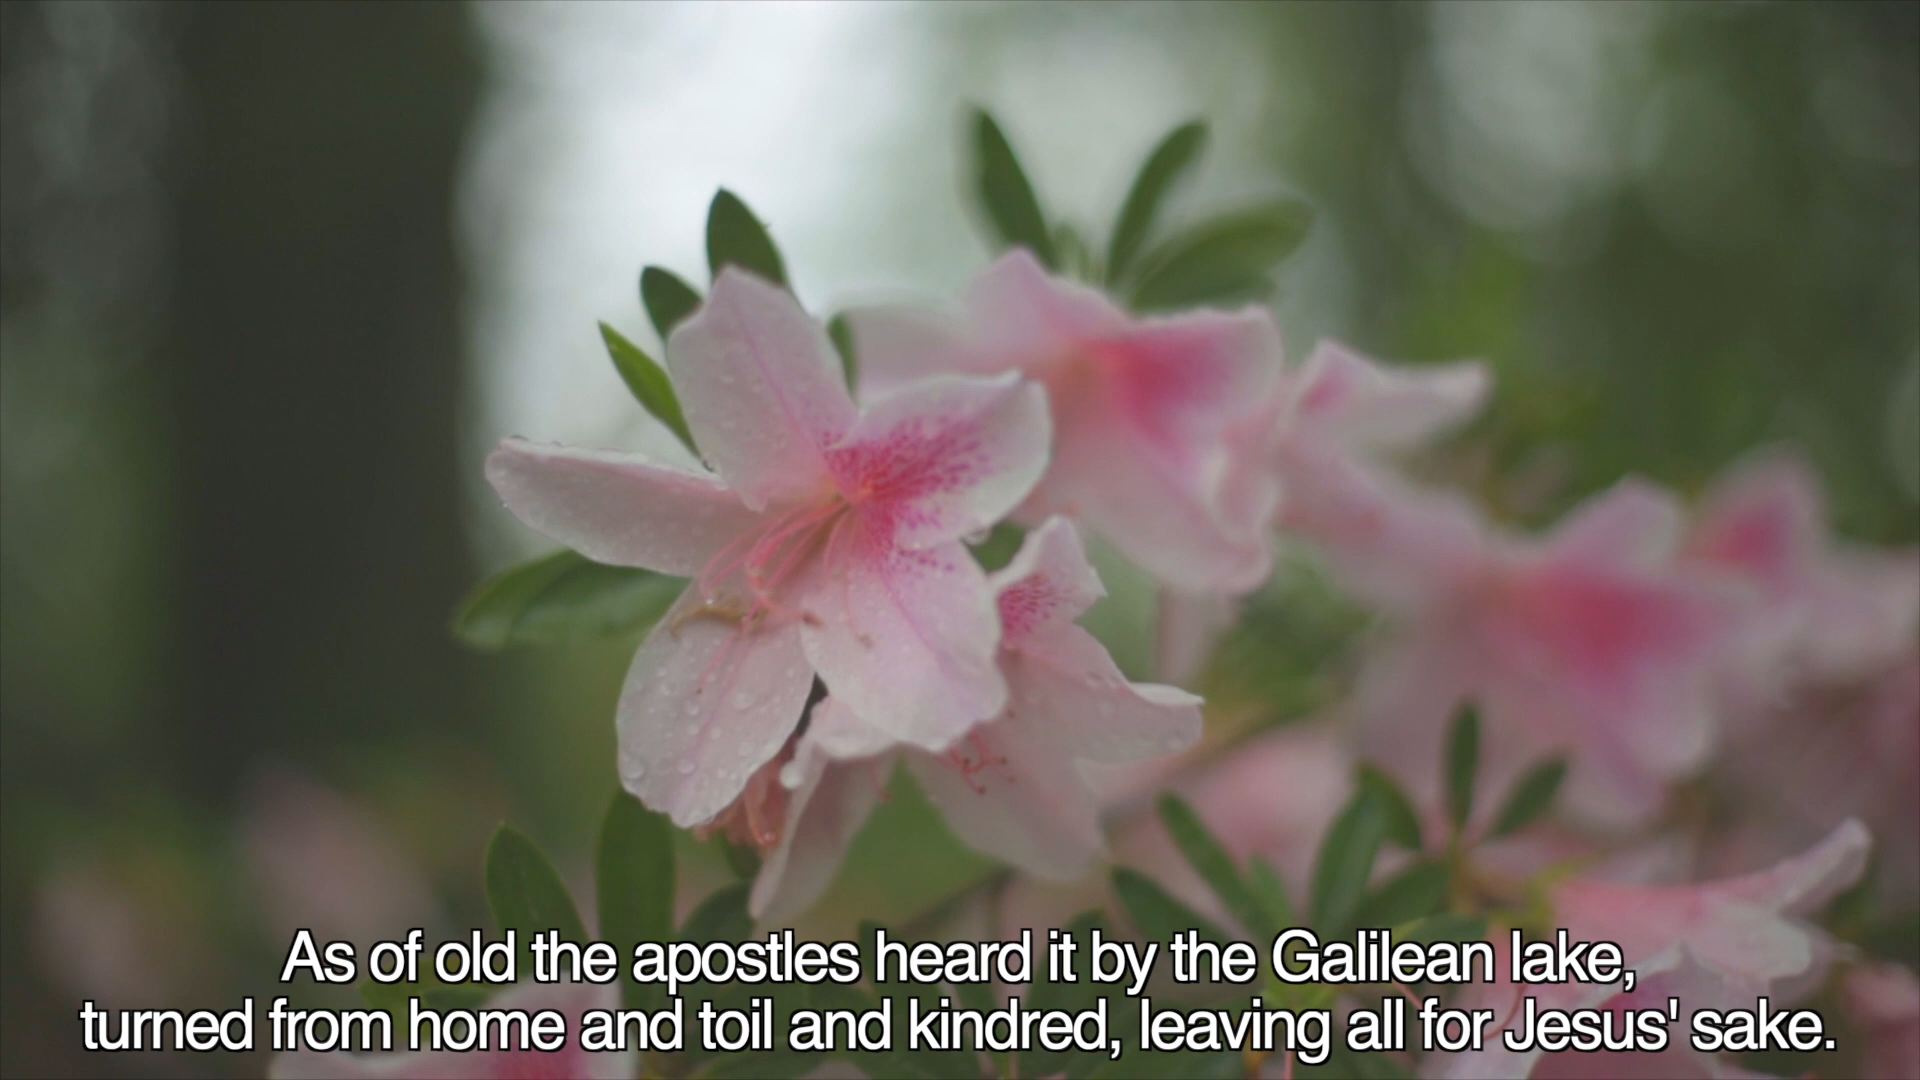 As of old the apostles heard it by the Galilean lake,
turned from home and toil and kindred, leaving all for Jesus' sake.